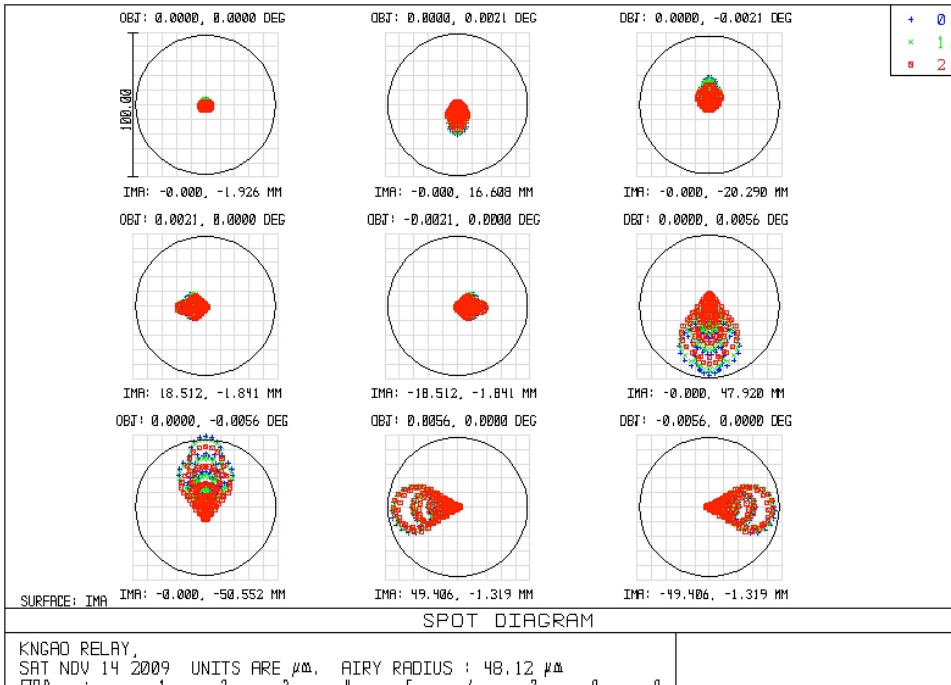 OBJ: 0.0000, 0.0000 DEG
OBJ: 0.0000, 0.0021 DEG
OBJ: 0.0000, -0.0021 DEG
+ 0
× 1
2
100.00
IMA: -0.000, -1.926 MM
IMA: -0.000, 16.608 MM
IMA: -0.000, -20.290 MM
OBJ: 0.0021, 0.0000 DEG
OBJ: -0.0021, 0.0000 DEG
OBJ: 0.0000, 0.0056 DEG
IMA: 18.512, -1.841 MM
IMA: -18.512, -1.841 MM
IMA: -0.000, 47.920 MM
OBJ: 0.0000, -0.0056 DEG
OBJ: 0.0056, 0.0000 DEG
OBJ: -0.0056, 0.0000 DEG
SURFACE: IMA
IMA: -0.000, -50.552 MM
IMA: 49.406, -1.319 MM
IMA: -49.406, -1.319 MM
SPOT DIAGRAM
KNGAO RELAY,
SAT NOV 14 2009 UNITS ARE µm. AIRY RADIUS : 48.12 µm